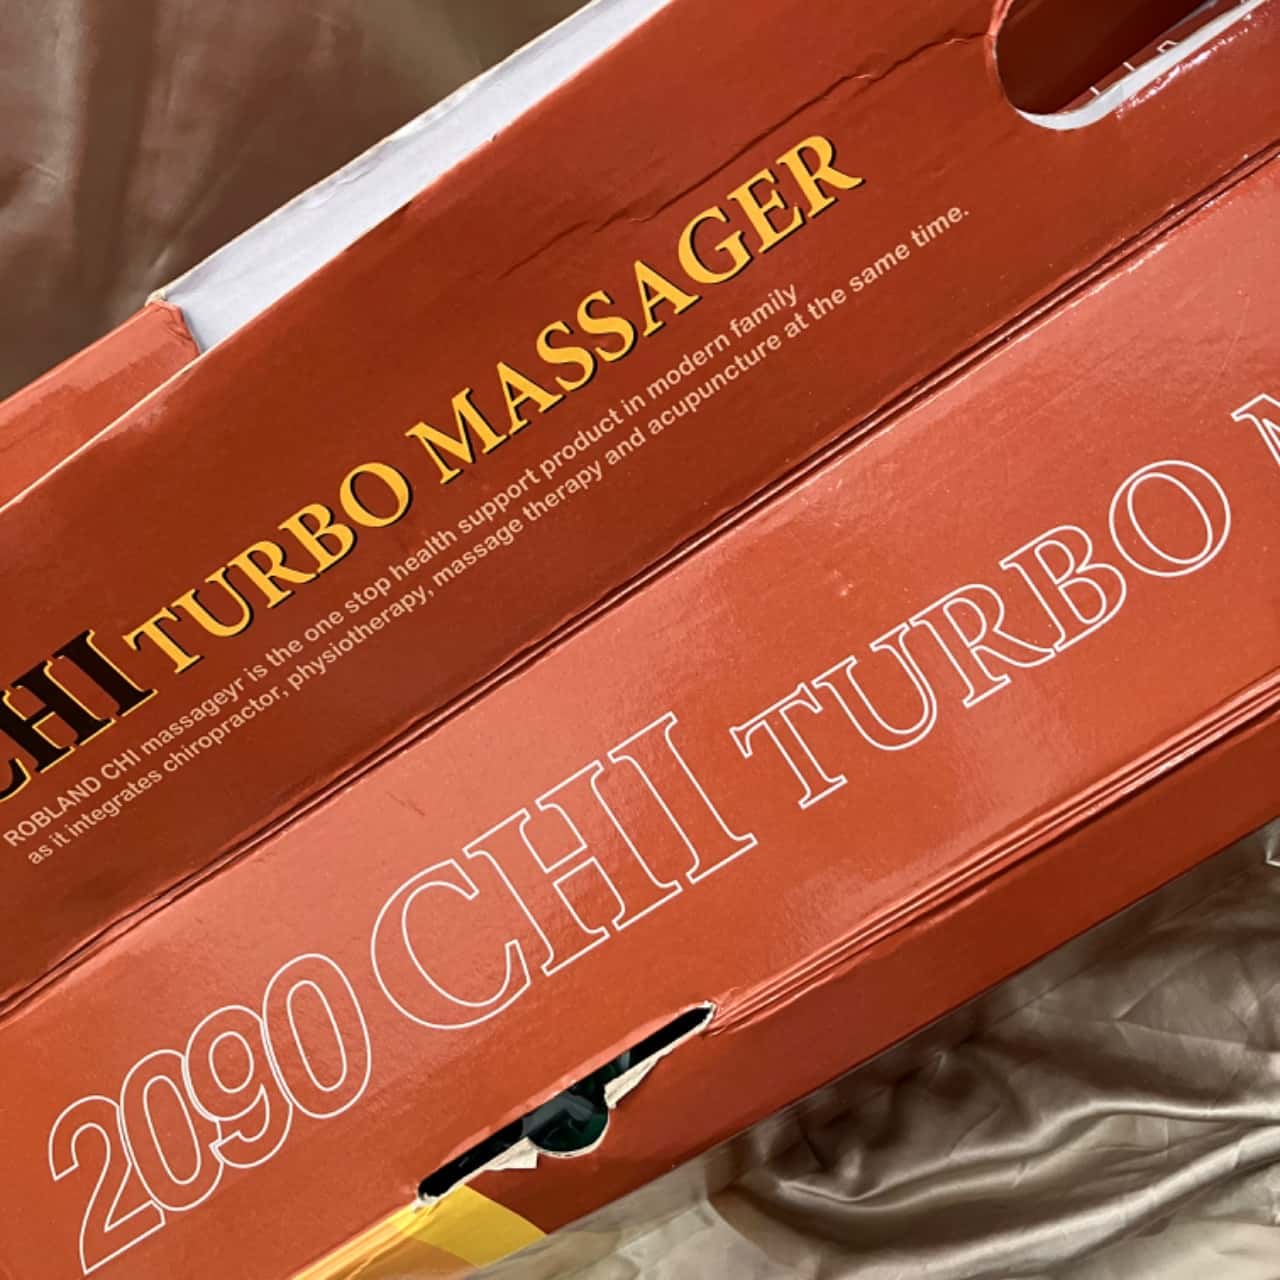 CHI TURBO MASSAGER
ROBLAND CHI massageyr is the one stop health support product in modern family
as it integrates chiropractor, physiotherapy, massage therapy and acupuncture at the same time.
2090 CHI TURBO